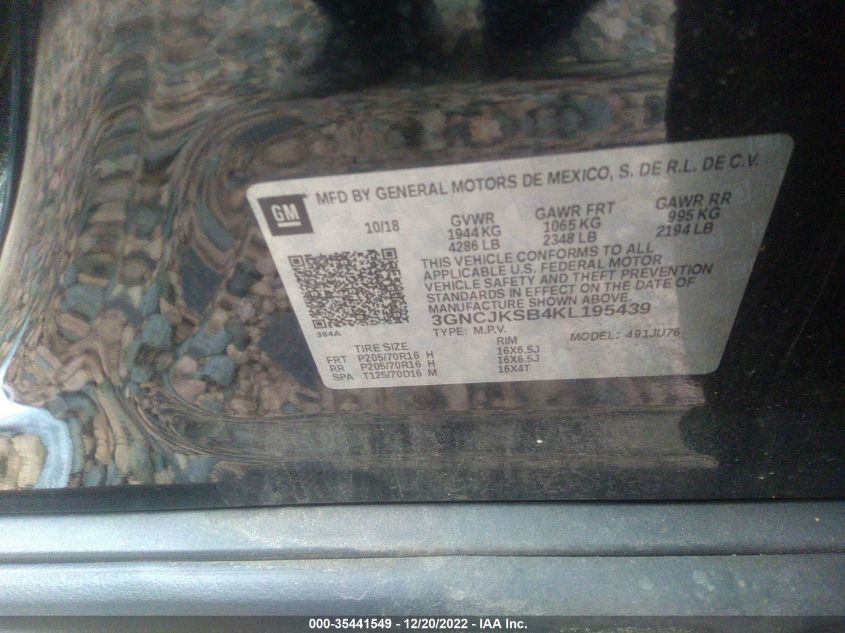 GM
MFD BY GENERAL MOTORS DE MEXICO, S. DE R.L. DE C.V.
10/18 GVWR GAWR FRT GAWR RR
1944 KG 1065 KG 995 KG
4286 LB 2348 LB 2194 LB
THIS VEHICLE CONFORMS TO ALL
APPLICABLE U.S. FEDERAL MOTOR
VEHICLE SAFETY AND THEFT PREVENTION
STANDARDS IN EFFECT ON THE DATE OF
MANUFACTURE SHOWN ABOVE.
3GNCJKSB4KL195439
384A
TYPE: M.P.V. MODEL: 491JU76
TIRE SIZE RIM
FRT P205/70R16 H 16X6.5J
RR P205/70R16 H 16X6.5J
SPA T125/70D16 M 16X4T
000-35441549 - 12/20/2022 - IAA Inc.